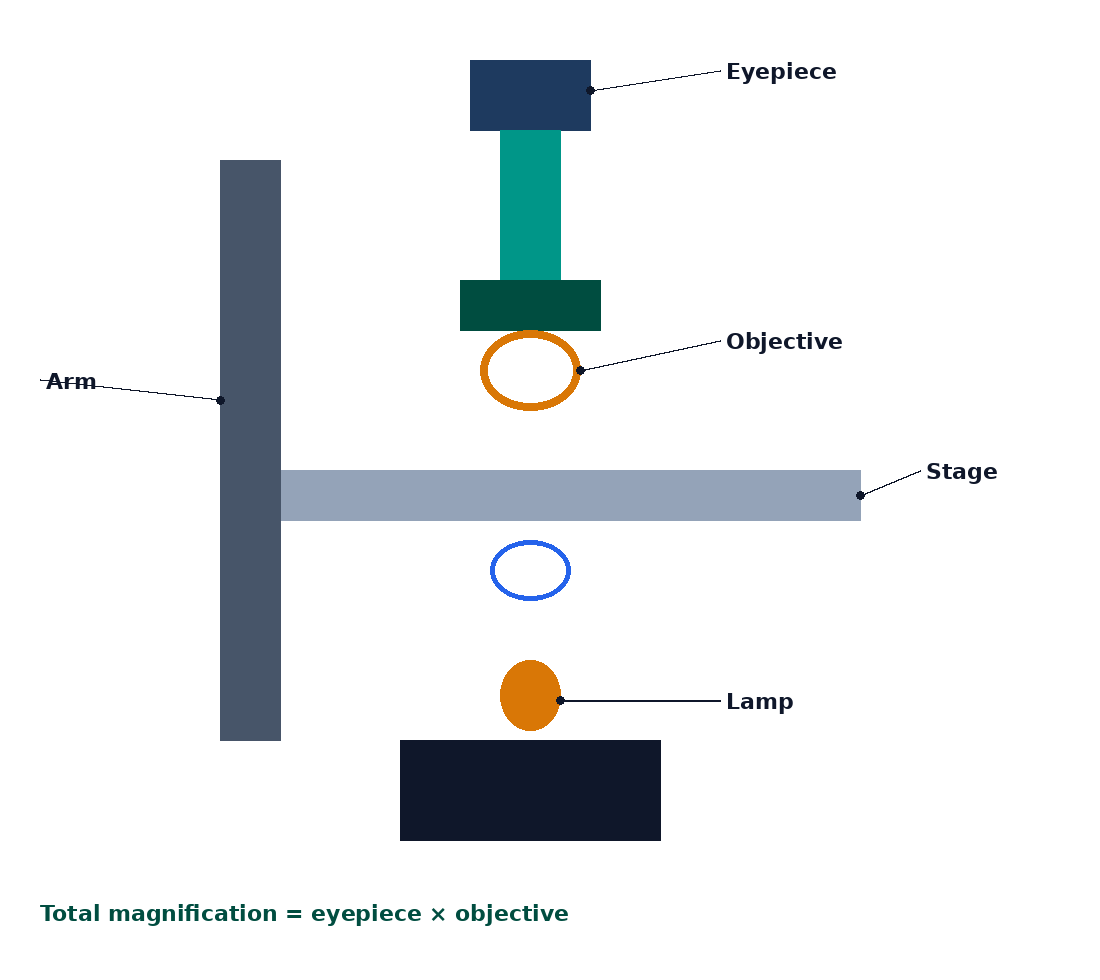 Eyepiece
Objective
Arm
Stage
Lamp
Total magnification = eyepiece × objective